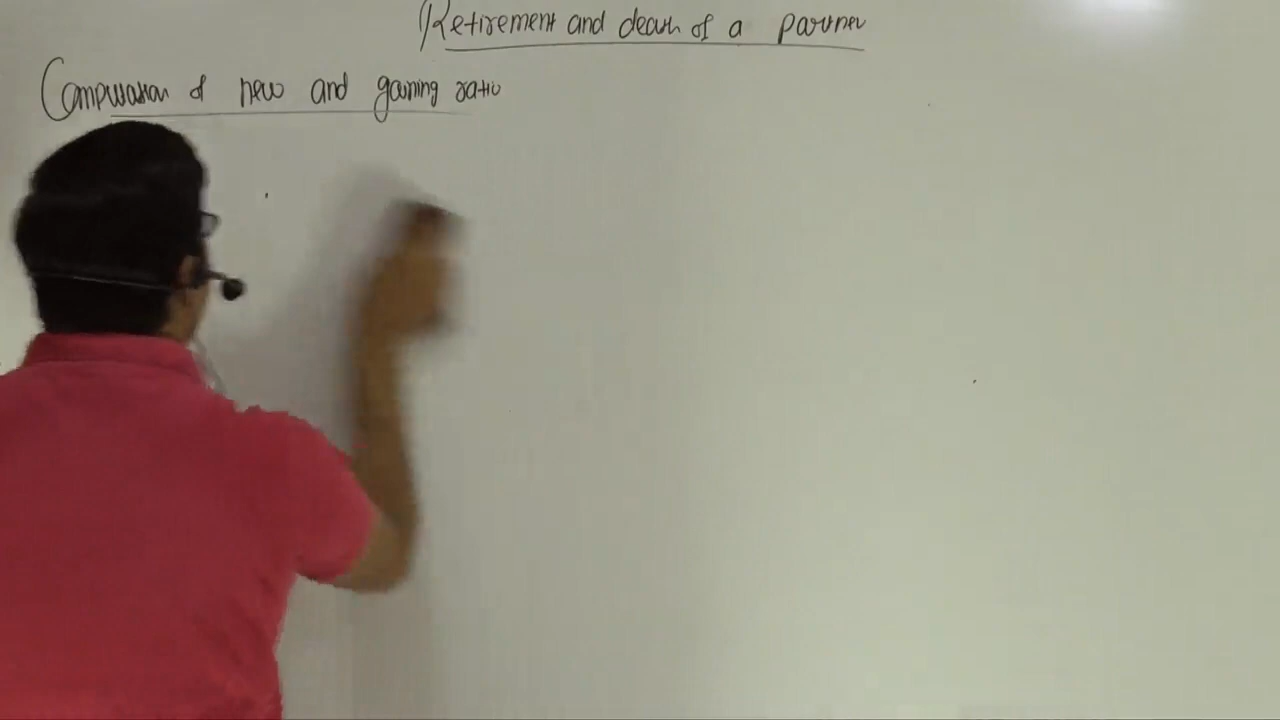 Retirement and death of a partner
Computation of new and gaining ratio